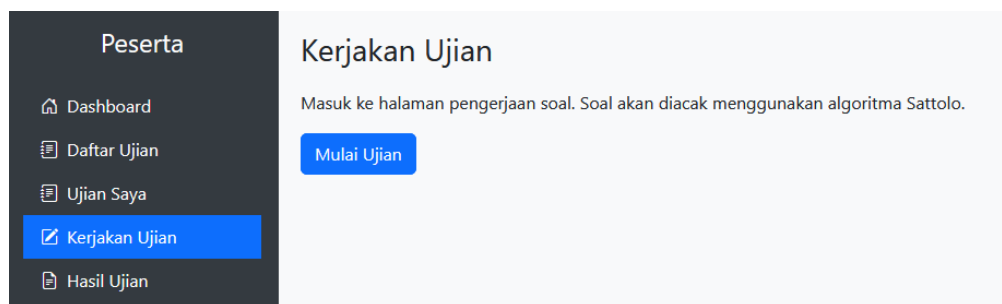 Peserta
Dashboard
Daftar Ujian
Ujian Saya
Kerjakan Ujian
Hasil Ujian
Kerjakan Ujian
Masuk ke halaman pengerjaan soal. Soal akan diacak menggunakan algoritma Sattolo.
Mulai Ujian